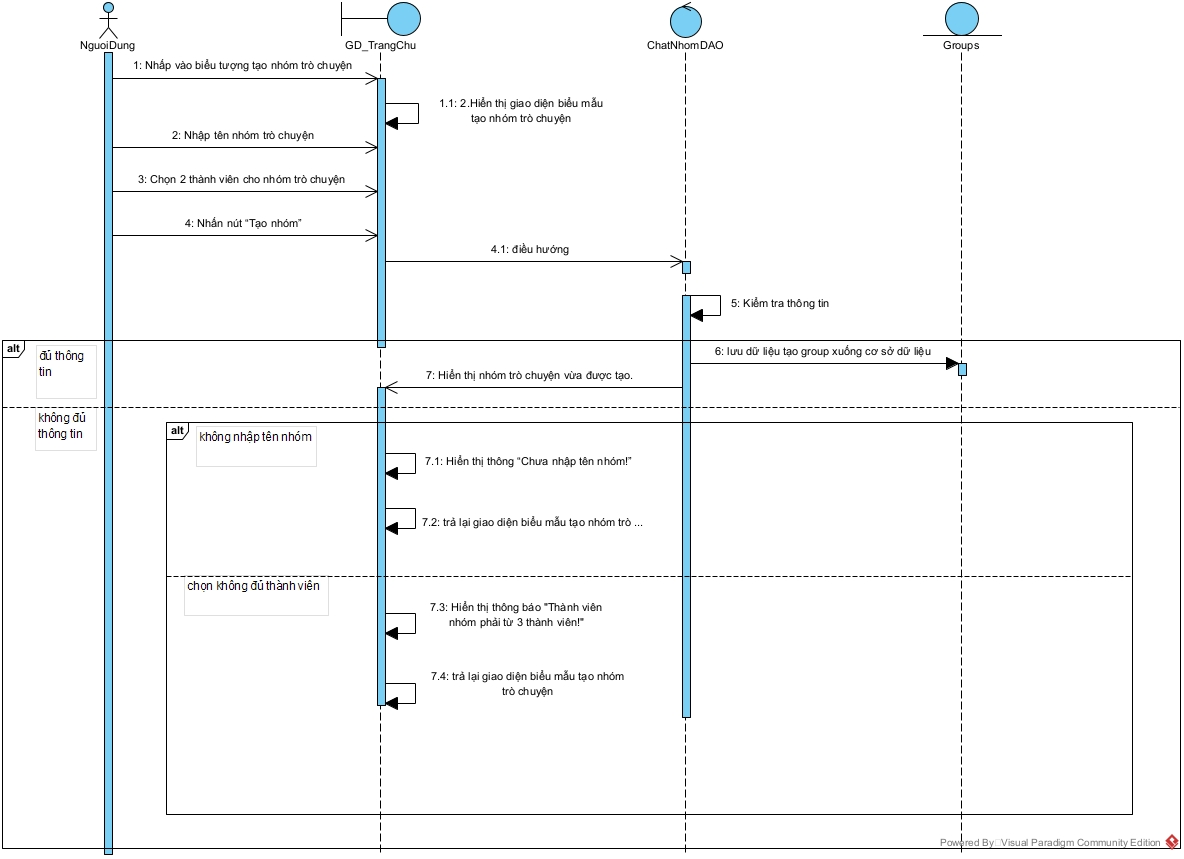 NguoiDung
GD_TrangChu
ChatNhomDAO
Groups
1: Nhấp vào biểu tượng tạo nhóm trò chuyện
1.1: 2.Hiển thị giao diện biểu mẫu
tạo nhóm trò chuyện
2: Nhập tên nhóm trò chuyện
3: Chọn 2 thành viên cho nhóm trò chuyện
4: Nhấn nút “Tạo nhóm”
4.1: điều hướng
5: Kiểm tra thông tin
alt
đủ thông
tin
6: lưu dữ liệu tạo group xuống cơ sở dữ liệu
7: Hiển thị nhóm trò chuyện vừa được tạo.
không đủ
thông tin
alt
không nhập tên nhóm
7.1: Hiển thị thông “Chưa nhập tên nhóm!”
7.2: trả lại giao diện biểu mẫu tạo nhóm trò ...
chọn không đủ thành viên
7.3: Hiển thị thông báo "Thành viên
nhóm phải từ 3 thành viên!"
7.4: trả lại giao diện biểu mẫu tạo nhóm
trò chuyện
Powered By Visual Paradigm Community Edition